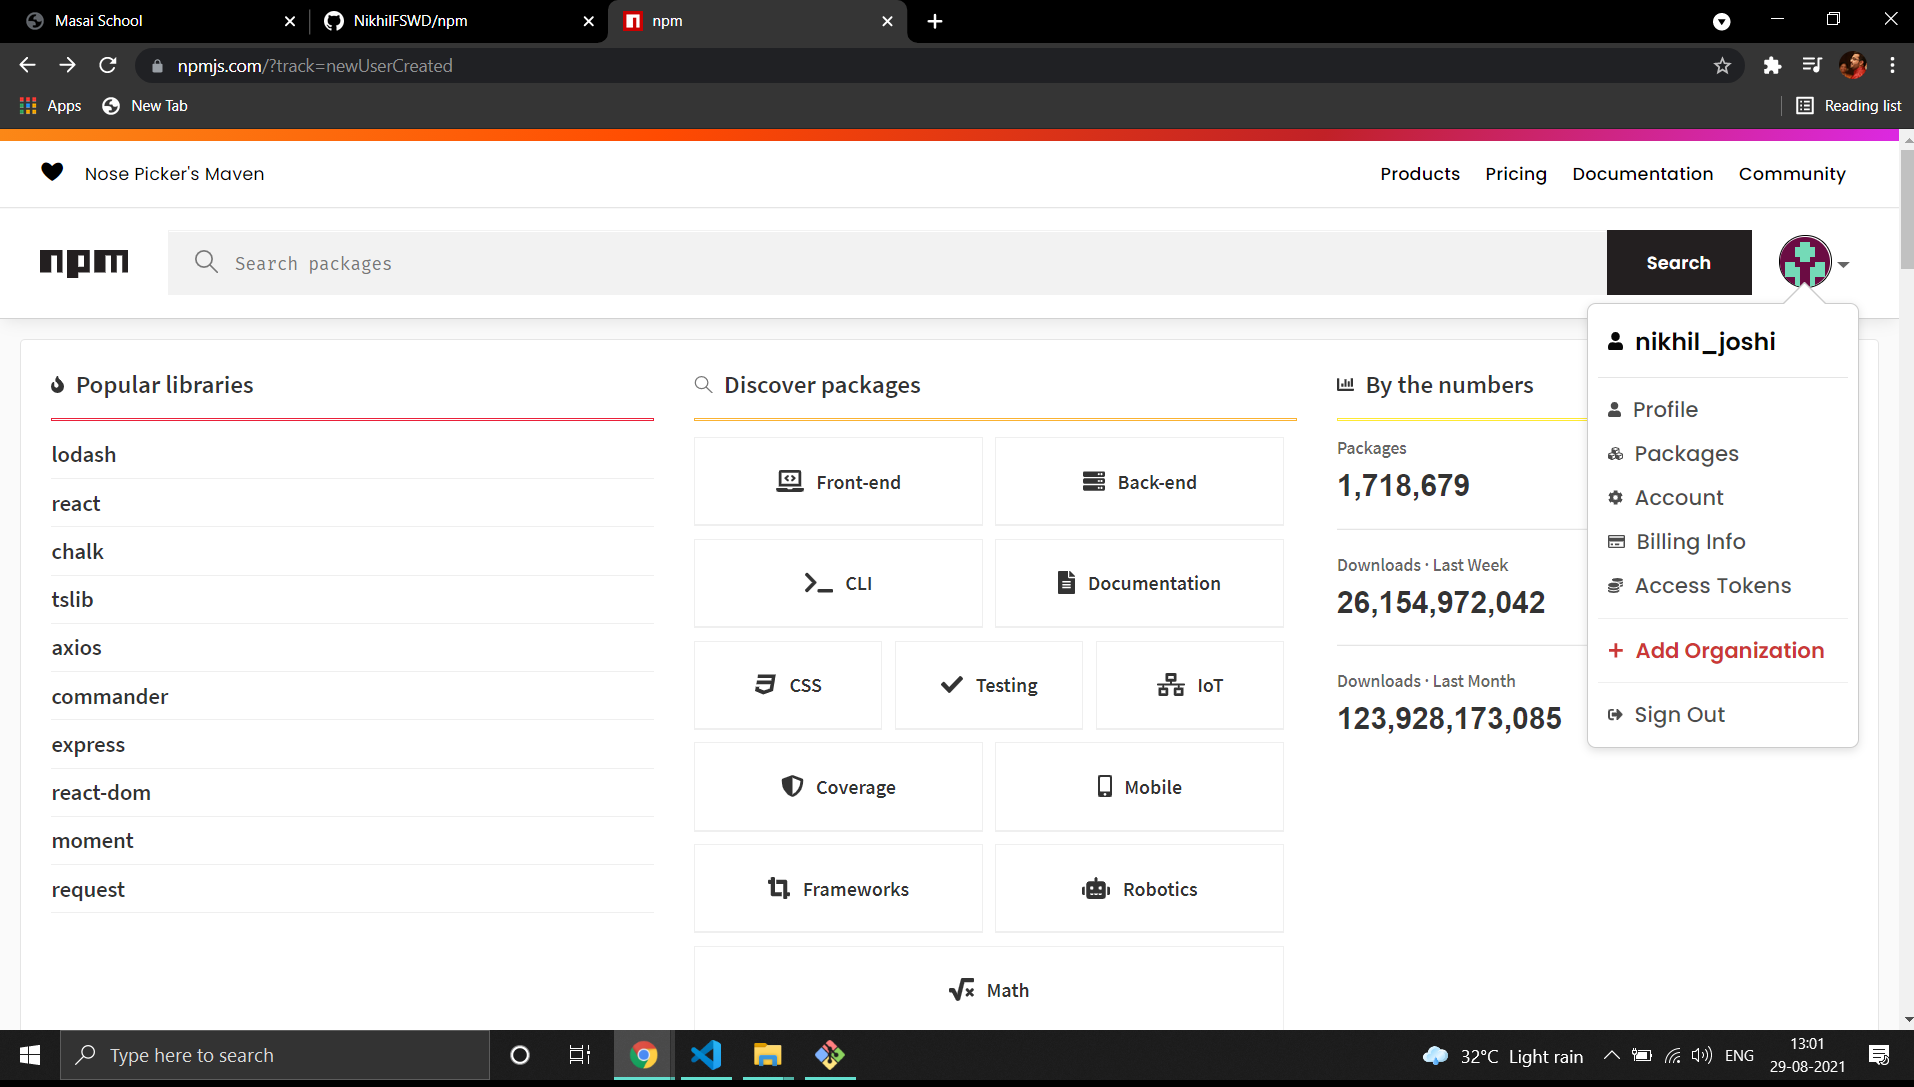 Masai School
NikhilFSWD/npm
npm
npmjs.com/?track=newUserCreated
Apps
New Tab
Reading list
Nose Picker's Maven
Products
Pricing
Documentation
Community
npm
Search packages
Search
nikhil_joshi
Profile
Packages
Account
Billing Info
Access Tokens
Add Organization
Sign Out
Popular libraries
lodash
react
chalk
tslib
axios
commander
express
react-dom
moment
request
Discover packages
Front-end
Back-end
CLI
Documentation
CSS
Testing
IoT
Coverage
Mobile
Frameworks
Robotics
Math
By the numbers
Packages
1,718,679
Downloads · Last Week
26,154,972,042
Downloads · Last Month
123,928,173,085
Type here to search
32°C Light rain
ENG
13:01
29-08-2021